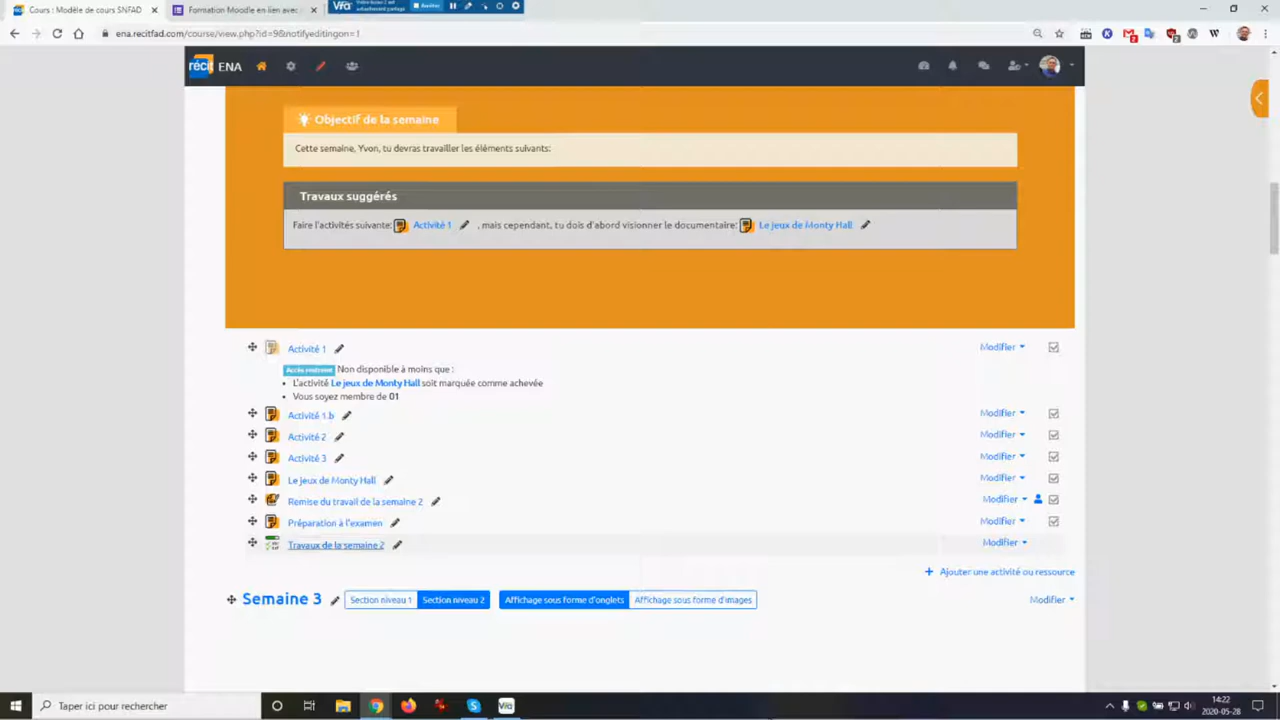 Cours : Modèle de cours SNFAD
Formation Moodle en lien avec
Via
ena.recitfad.com/course/view.php?id=9&notifyeditingon=1
récit ENA
Objectif de la semaine
Cette semaine, Yvon, tu devras travailler les éléments suivants:
Travaux suggérés
Faire l'activités suivante: Activité 1 , mais cependant, tu dois d'abord visionner le documentaire: Le jeux de Monty Hall
Activité 1 Modifier
Accès restreint Non disponible à moins que :
L'activité Le jeux de Monty Hall soit marquée comme achevée
Vous soyez membre de 01
Activité 1.b Modifier
Activité 2 Modifier
Activité 3 Modifier
Le jeux de Monty Hall Modifier
Remise du travail de la semaine 2 Modifier
Préparation à l'examen Modifier
Travaux de la semaine 2 Modifier
Ajouter une activité ou ressource
Semaine 3 Section niveau 1 Section niveau 2 Affichage sous forme d'onglets Affichage sous forme d'images Modifier
Taper ici pour rechercher
14:22
2020-05-28